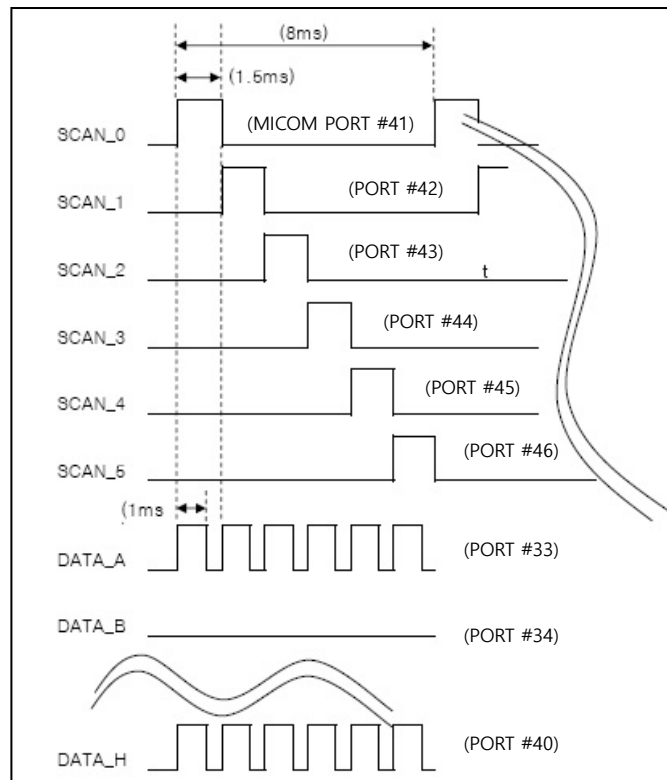 (8ms)
(1.5ms)
SCAN_0 (MICOM PORT #41)
SCAN_1 (PORT #42)
SCAN_2 (PORT #43)
t
SCAN_3 (PORT #44)
SCAN_4 (PORT #45)
SCAN_5 (PORT #46)
(1ms
DATA_A (PORT #33)
DATA_B (PORT #34)
DATA_H (PORT #40)